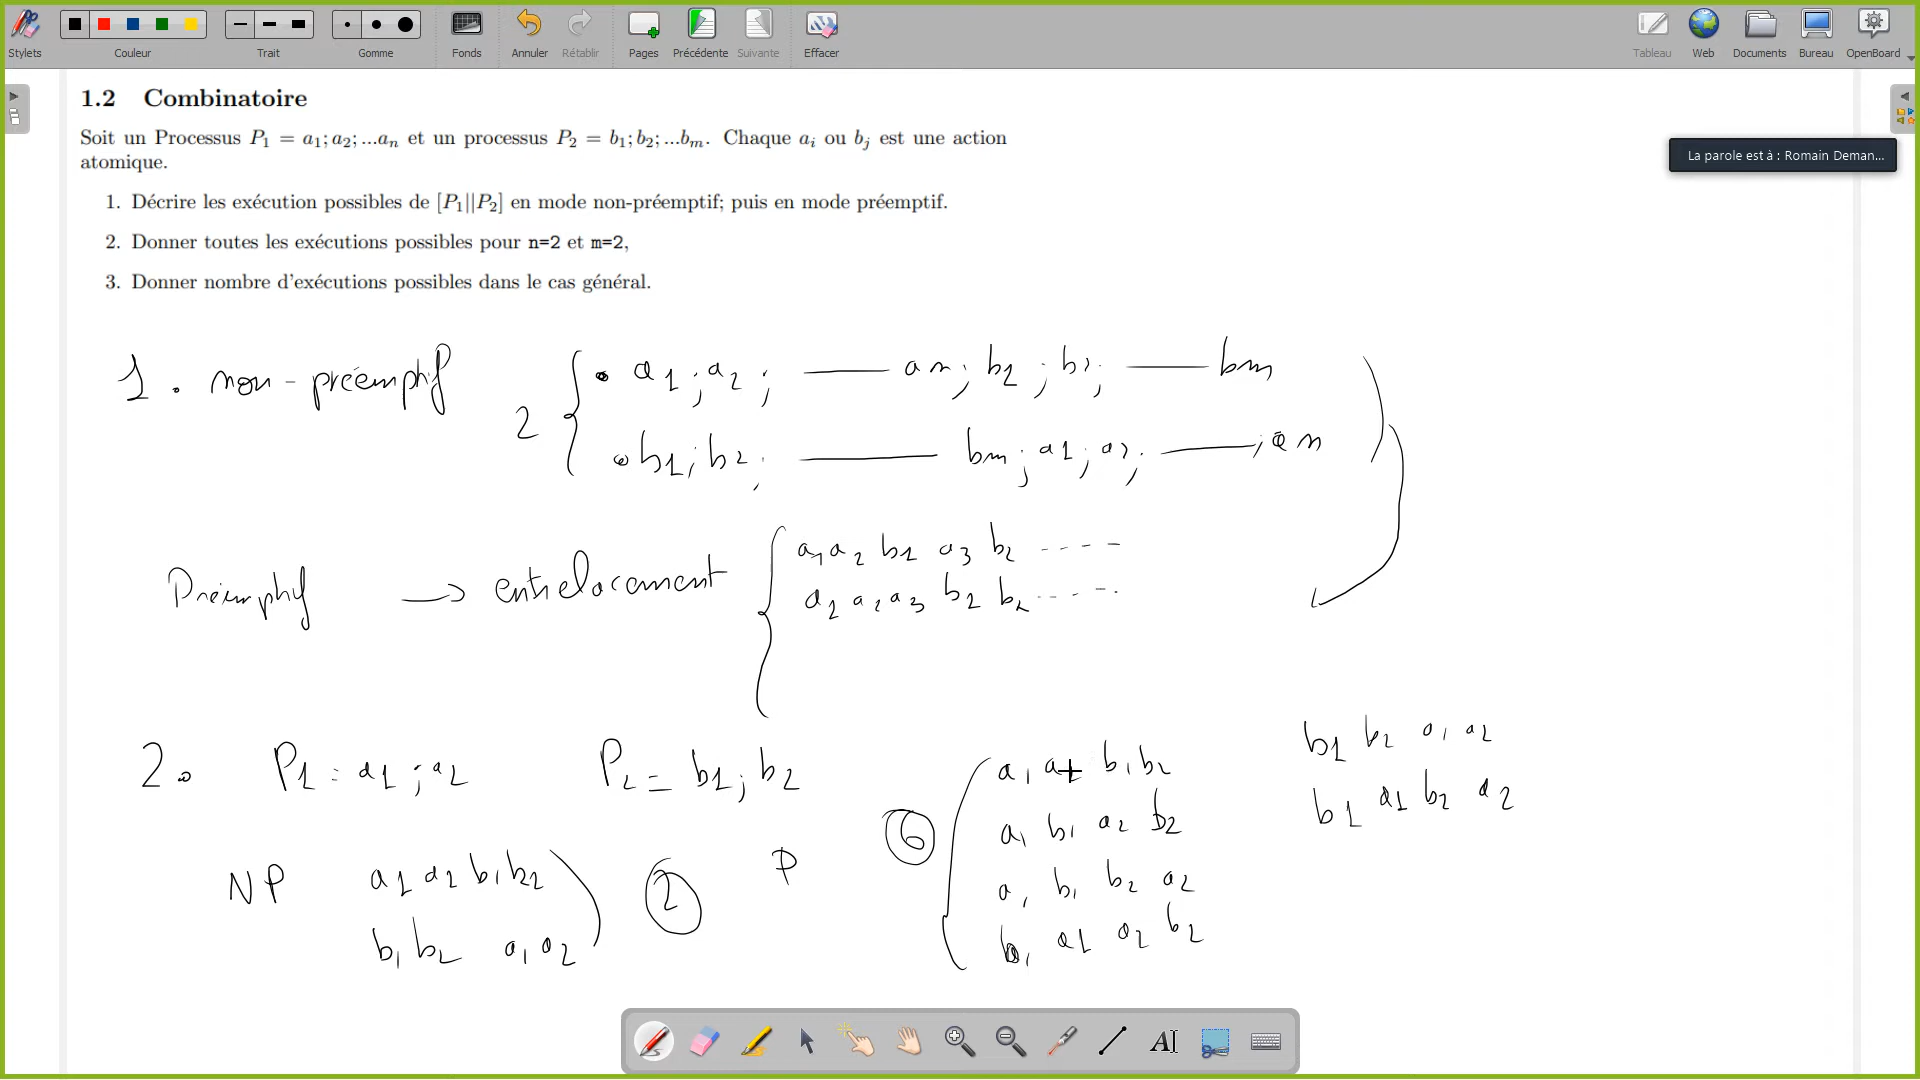 Stylets Couleur Trait Gomme Fonds Annuler Rétablir Pages Précédente Suivante Effacer Tableau Web Documents Bureau OpenBoard
La parole est à : Romain Deman...
1.2 Combinatoire
Soit un Processus P₁ = a₁; a₂; ...aₙ et un processus P₂ = b₁; b₂; ...bₘ. Chaque aᵢ ou bⱼ est une action
atomique.
1. Décrire les exécution possibles de [P₁||P₂] en mode non-préemptif; puis en mode préemptif.
2. Donner toutes les exécutions possibles pour n=2 et m=2,
3. Donner nombre d'exécutions possibles dans le cas général.
1. non-préemptif
2 { • a1 ; a2 ; —— an; b1 ; b2; —— bm
• b1; b2; —— bm; a1; a2; ——; an
Préemptif → entrelacement { a1 a2 b1 a3 b2 ----
a1 a2 a3 b1 b2 -----
2. P1 = a1 ; a2 P2 = b1; b2
NP a1 a2 b1 b2
b1 b2 a1 a2
2
P
6
a1 a2 b1 b2
a1 b1 a2 b2
a1 b1 b2 a2
b1 a1 a2 b2
b1 b2 a1 a2
b1 a1 b2 a2
AI